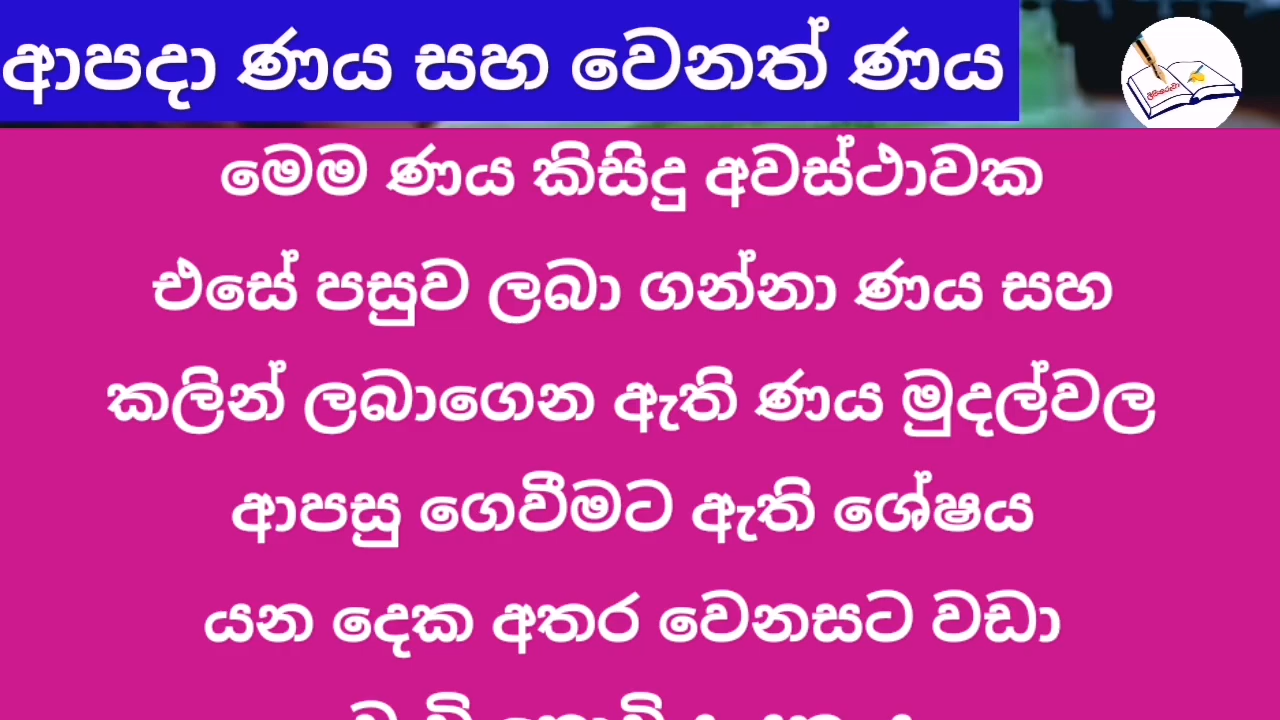 ආපදා ණය සහ වෙනත් ණය
මෙම ණය කිසිදු අවස්ථාවක
එසේ පසුව ලබා ගන්නා ණය සහ
කලින් ලබාගෙන ඇති ණය මුදල්වල
ආපසු ගෙවීමට ඇති ශේෂය
යන දෙක අතර වෙනසට වඩා